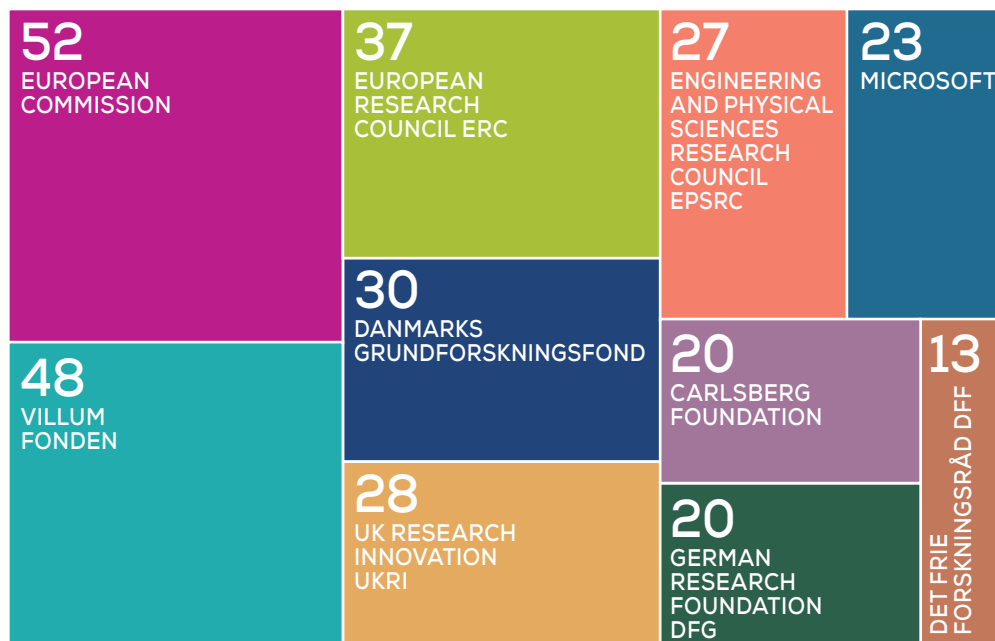 52
EUROPEAN
COMMISSION
37
EUROPEAN
RESEARCH
COUNCIL ERC
27
ENGINEERING
AND PHYSICAL
SCIENCES
RESEARCH
COUNCIL
EPSRC
23
MICROSOFT
30
DANMARKS
GRUNDFORSKNINGSFOND
48
VILLUM
FONDEN
20
CARLSBERG
FOUNDATION
13
DET FRIE
FORSKNINGSRÅD DFF
28
UK RESEARCH
INNOVATION
UKRI
20
GERMAN
RESEARCH
FOUNDATION
DFG